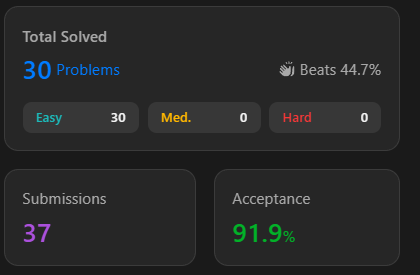 Total Solved
30 Problems
Beats 44.7%
Easy 30 Med. 0 Hard 0
Submissions
37
Acceptance
91.9%